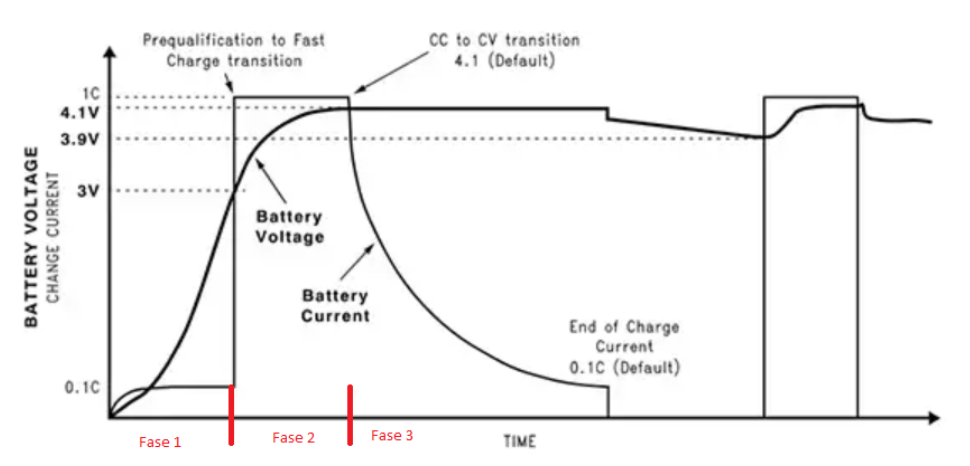 Prequalification to Fast
Charge transition
CC to CV transition
4.1 (Default)
1C
4.1V
3.9V
3V
0.1C
BATTERY VOLTAGE
CHANGE CURRENT
Battery
Voltage
Battery
Current
End of Charge
Current
0.1C (Default)
Fase 1
Fase 2
Fase 3
TIME